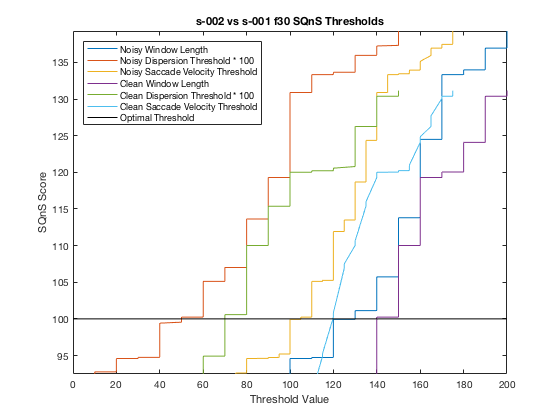 s-002 vs s-001 f30 SQnS Thresholds
Noisy Window Length
Noisy Dispersion Threshold * 100
Noisy Saccade Velocity Threshold
Clean Window Length
Clean Dispersion Threshold * 100
Clean Saccade Velocity Threshold
Optimal Threshold
SQnS Score
135
130
125
120
115
110
105
100
95
0 20 40 60 80 100 120 140 160 180 200
Threshold Value